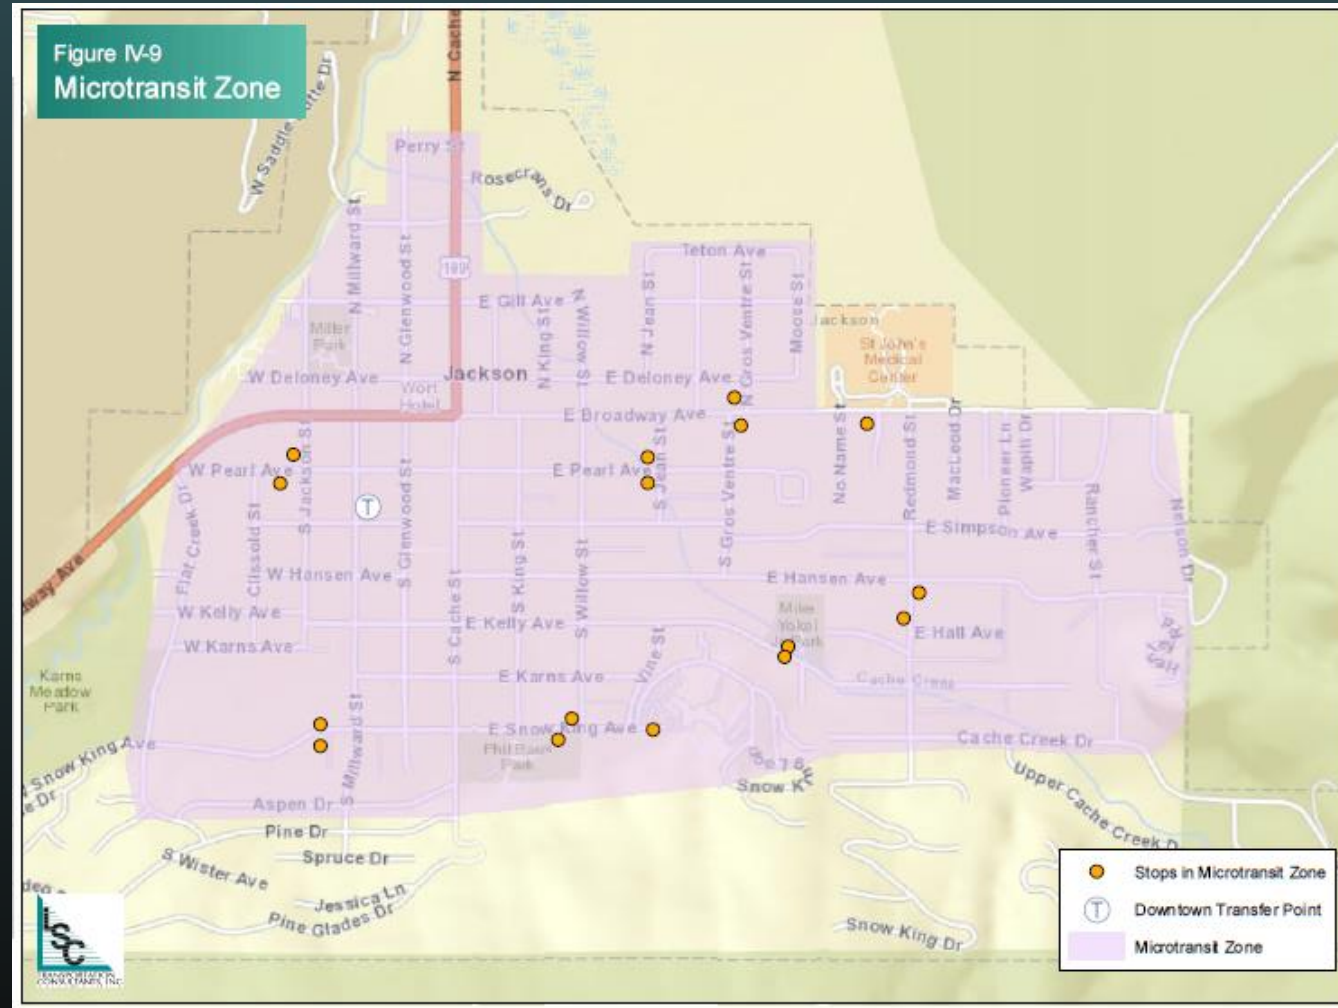 Figure IV-9
Microtransit Zone
N Cache
Perry St
Rosecrans Dr
N Millward St
N Glenwood St
189
Teton Ave
E Gill Ave
N King St
N Willow St
N Jean St
N Gros Ventre St
Moose St
Miller
Park
Jackson
St John's
Medical
Center
W Deloney Ave
Wort
Hotel
Jackson
E Deloney Ave
E Broadway Ave
W Pearl Ave
S Jackson St
E Pearl Ave
S Jean St
S Gros Ventre St
No Name St
Redmond St
MacLeod Dr
Pioneer Ln
Wapiti Dr
Rancher St
Nelson Dr
Flat Creek Dr
Clissold St
T
S Glenwood St
E Simpson Ave
W Hansen Ave
S Cache St
S King St
S Willow St
E Hansen Ave
W Kelly Ave
E Kelly Ave
Mike
Yokel
Park
E Hall Ave
W Karns Ave
E Karns Ave
Vine St
Cache Creek
Karns
Meadow
Park
S Millward St
E Snow King Ave
Phil Baux
Park
Cache Creek Dr
Snow King Ave
Aspen Dr
Snow K
Upper Cache Creek D
Pine Dr
Spruce Dr
S Wister Ave
Jessica Ln
Pine Glades Dr
Snow King Dr
Stops in Microtransit Zone
T Downtown Transfer Point
Microtransit Zone
LSC
TRANSPORTATION
CONSULTANTS, INC.